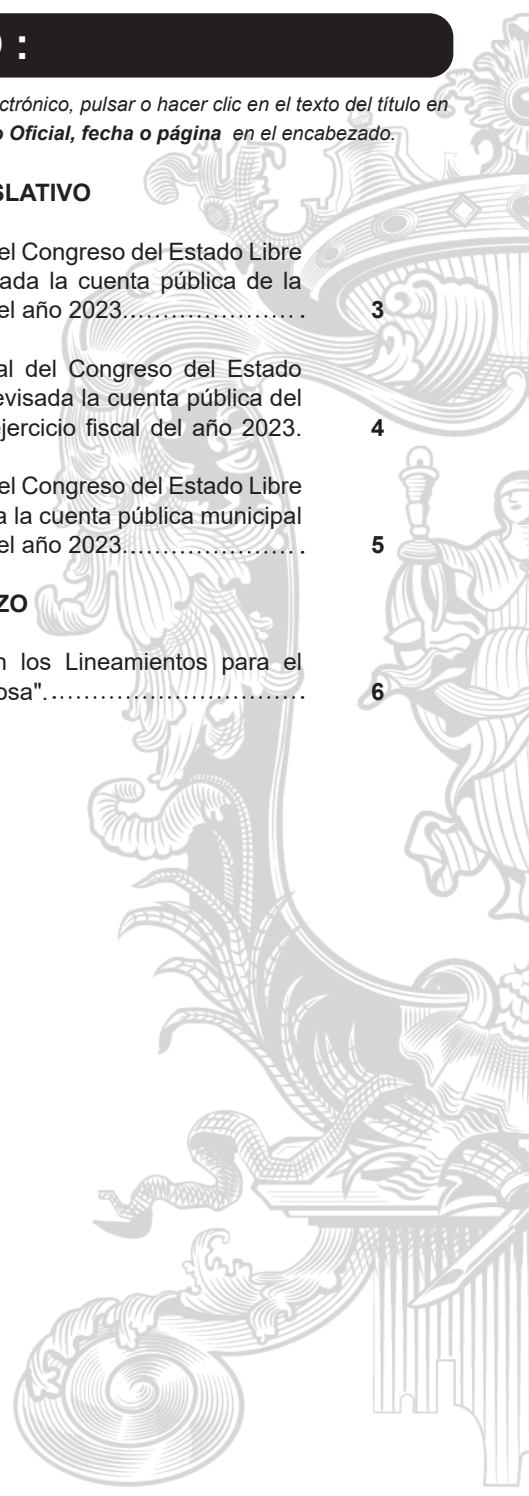 :
ctrónico, pulsar o hacer clic en el texto del título en
o Oficial, fecha o página en el encabezado.
SLATIVO
el Congreso del Estado Libre
ada la cuenta pública de la
el año 2023........................ 3
al del Congreso del Estado
evisada la cuenta pública del
ejercicio fiscal del año 2023. 4
el Congreso del Estado Libre
a la cuenta pública municipal
el año 2023........................ 5
ZO
n los Lineamientos para el
osa".................................. 6